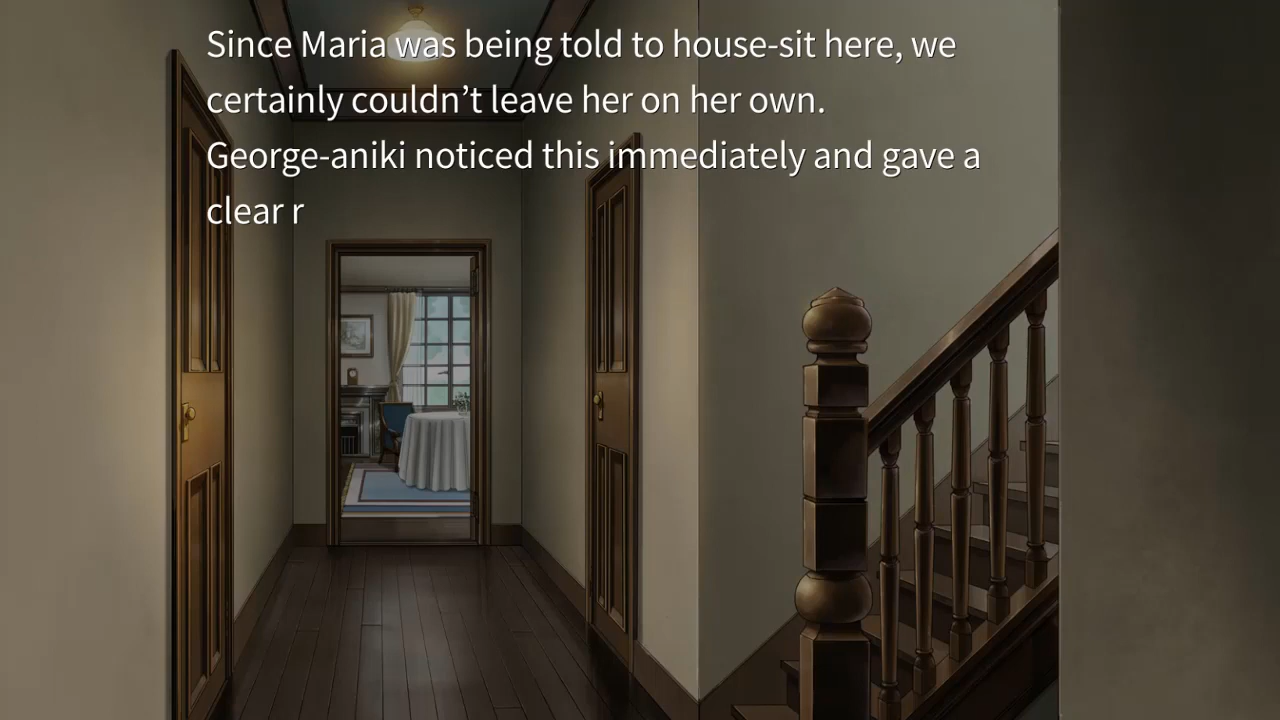 Since Maria was being told to house-sit here, we
certainly couldn’t leave her on her own.
George-aniki noticed this immediately and gave a
clear r